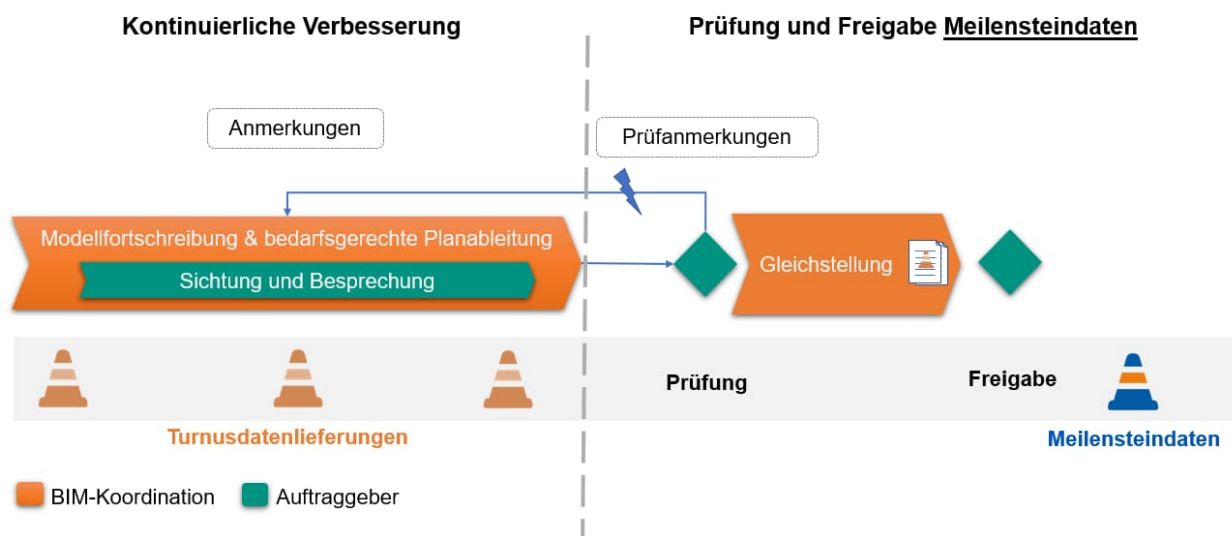 Kontinuierliche Verbesserung
Prüfung und Freigabe Meilensteindaten
Anmerkungen
Prüfanmerkungen
Modellfortschreibung & bedarfsgerechte Planableitung
Sichtung und Besprechung
Gleichstellung
Prüfung
Freigabe
Turnusdatenlieferungen
Meilensteindaten
BIM-Koordination
Auftraggeber